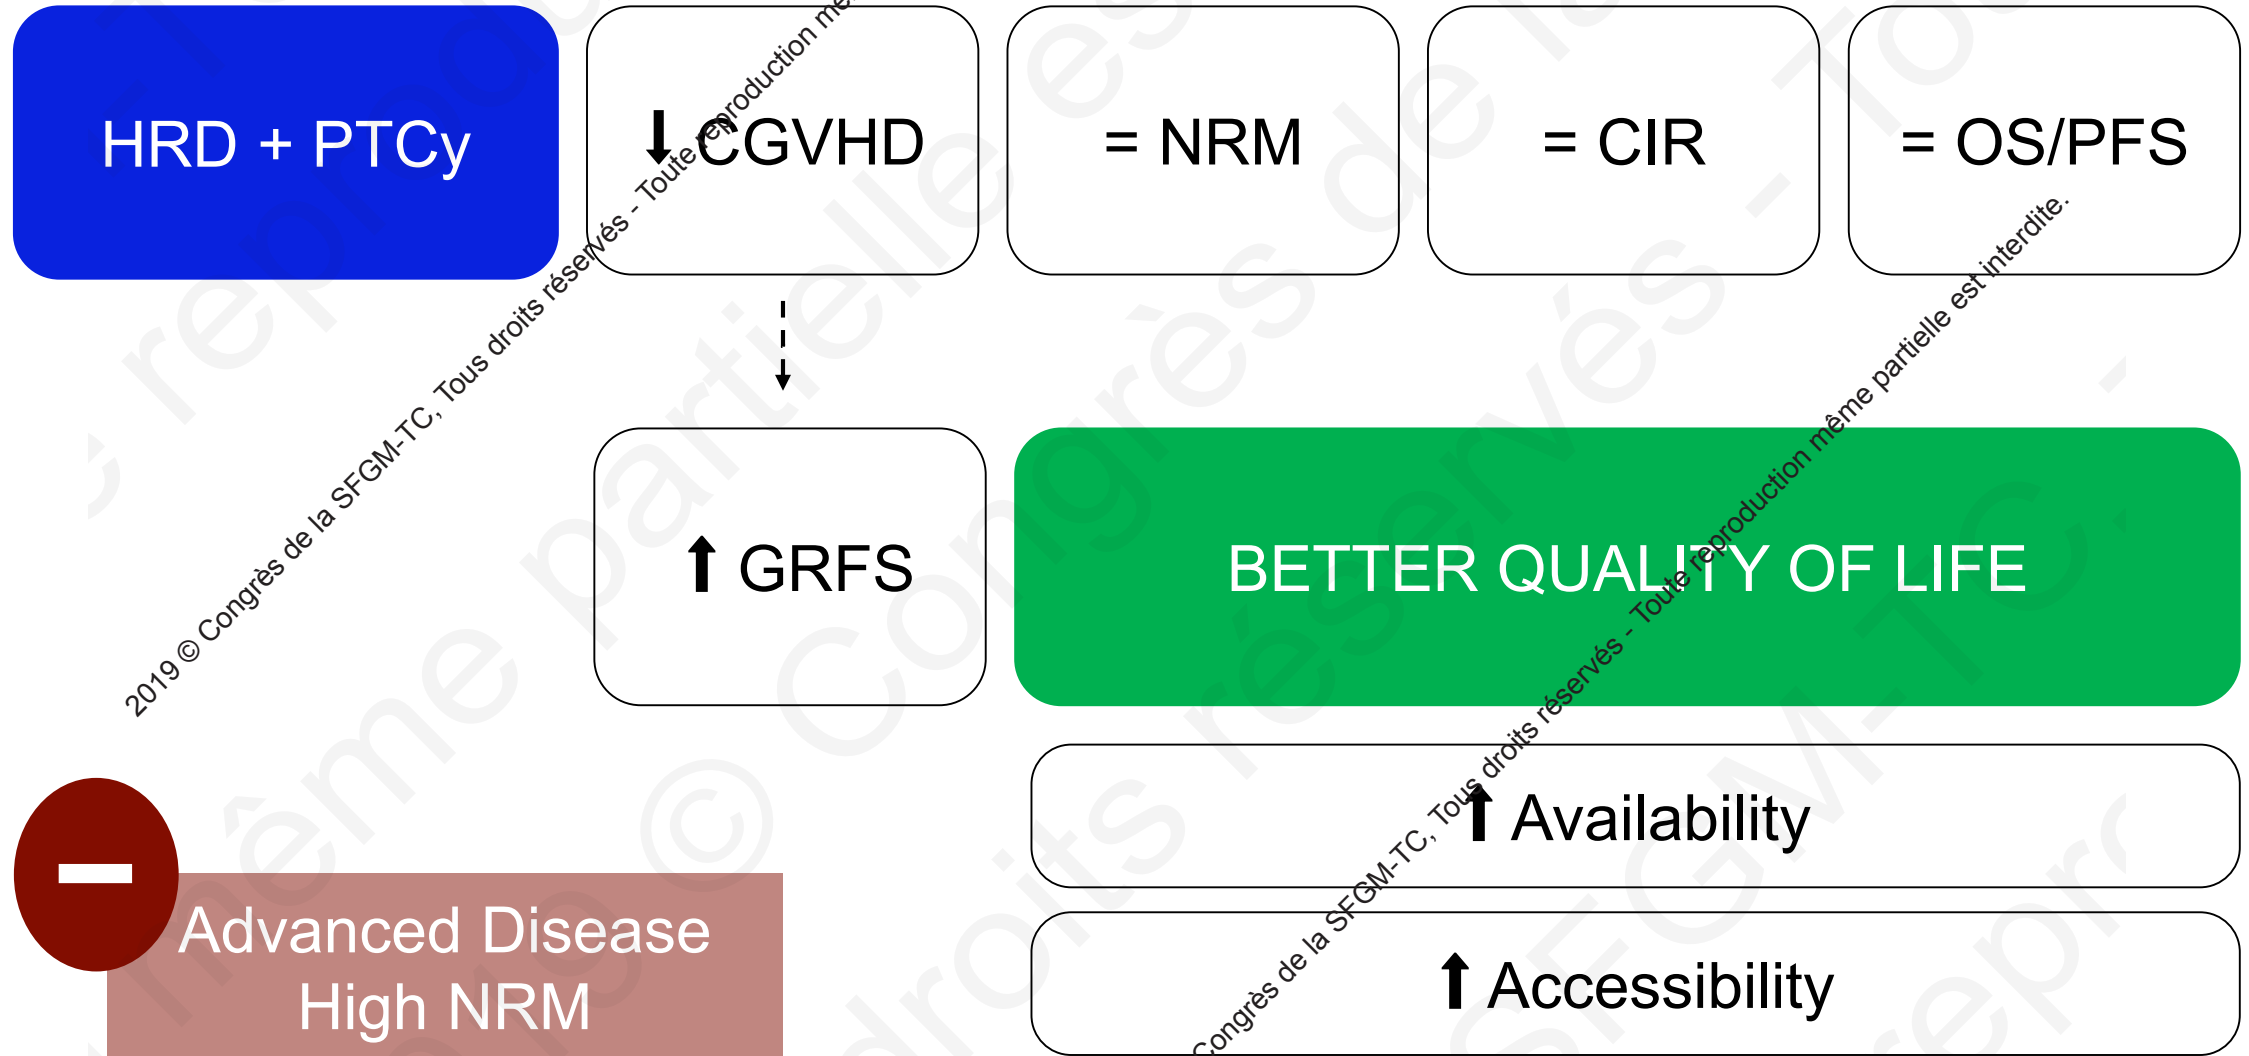 HRD + PTCy
⬇ CGVHD
= NRM
= CIR
= OS/PFS
⬆ GRFS
BETTER QUALITY OF LIFE
⬆ Availability
⬆ Accessibility
Advanced Disease
High NRM
2019 © Congrès de la SFGM-TC, Tous droits réservés - Toute reproduction
Congrès de la SFGM-TC, Tous droits réservés - Toute reproduction même partielle est interdite.